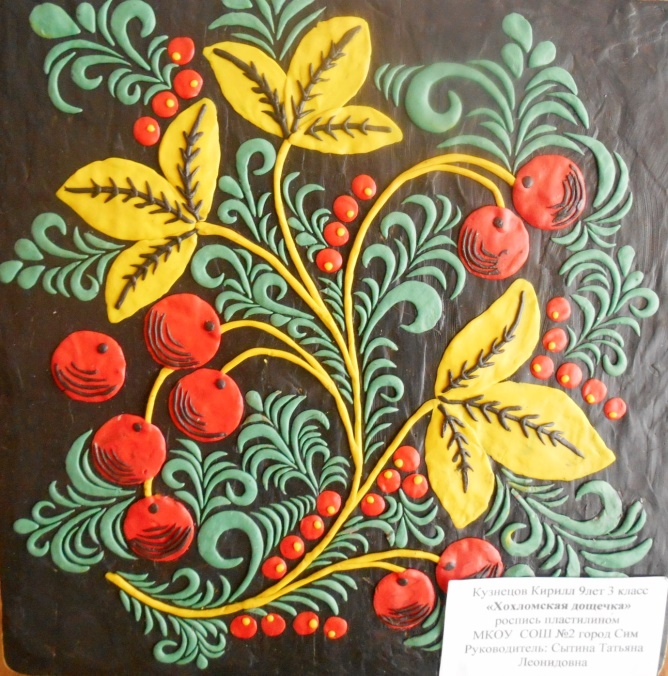 Кузнецов Кирилл 9лет 3 класс
«Хохломская дощечка»
роспись пластилином
МКОУ СОШ №2 город Сим
Руководитель: Сытина Татьяна
Леонидовна